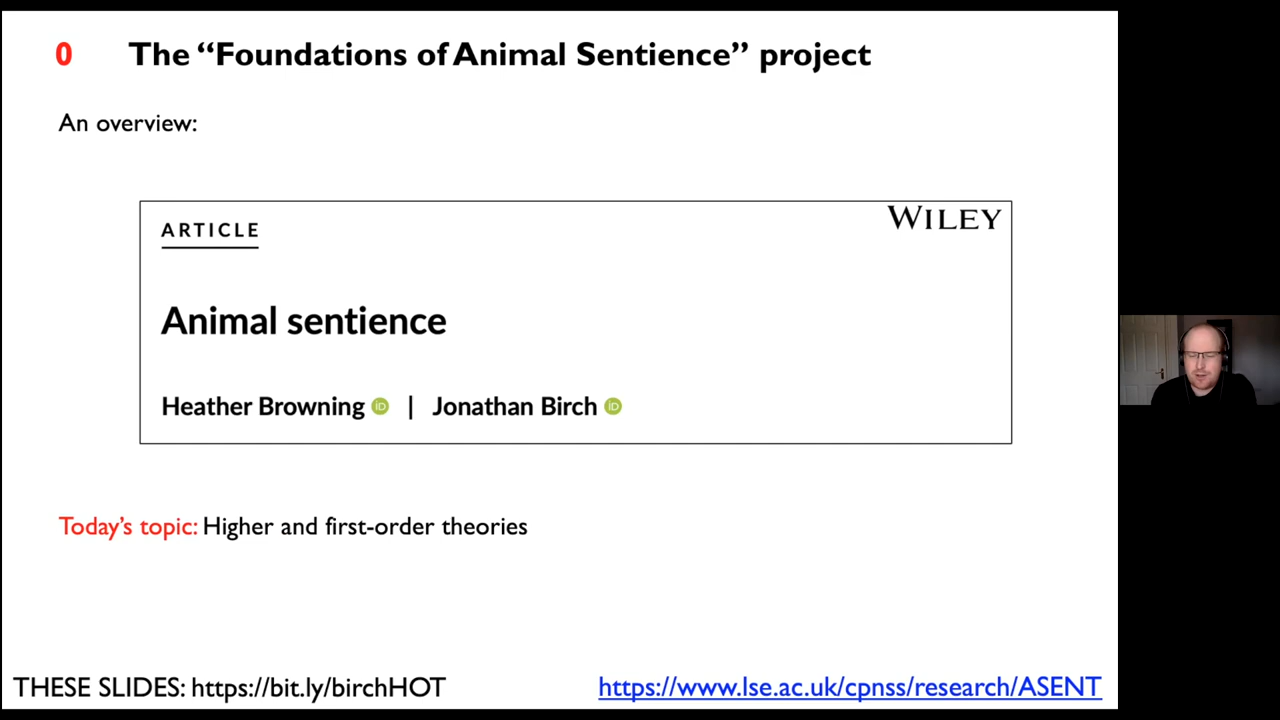 0 The “Foundations of Animal Sentience” project
An overview:
ARTICLE
WILEY
Animal sentience
Heather Browning iD | Jonathan Birch iD
Today’s topic: Higher and first-order theories
THESE SLIDES: https://bit.ly/birchHOT
https://www.lse.ac.uk/cpnss/research/ASENT